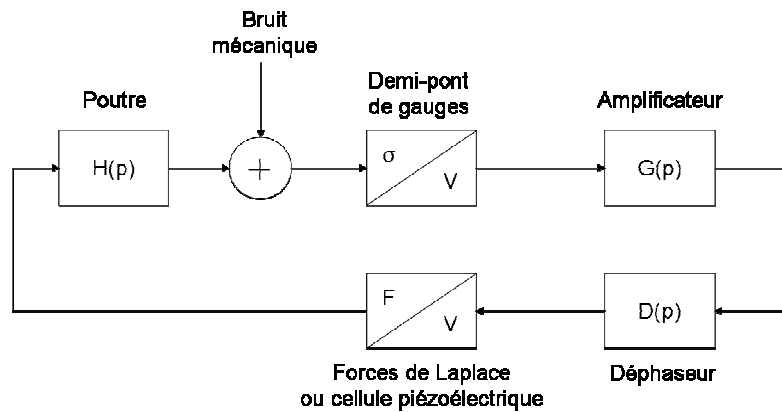 Bruit
mécanique
Poutre
Demi-pont
de gauges
Amplificateur
H(p)
+
σ
V
G(p)
F
V
D(p)
Forces de Laplace
ou cellule piézoélectrique
Déphaseur